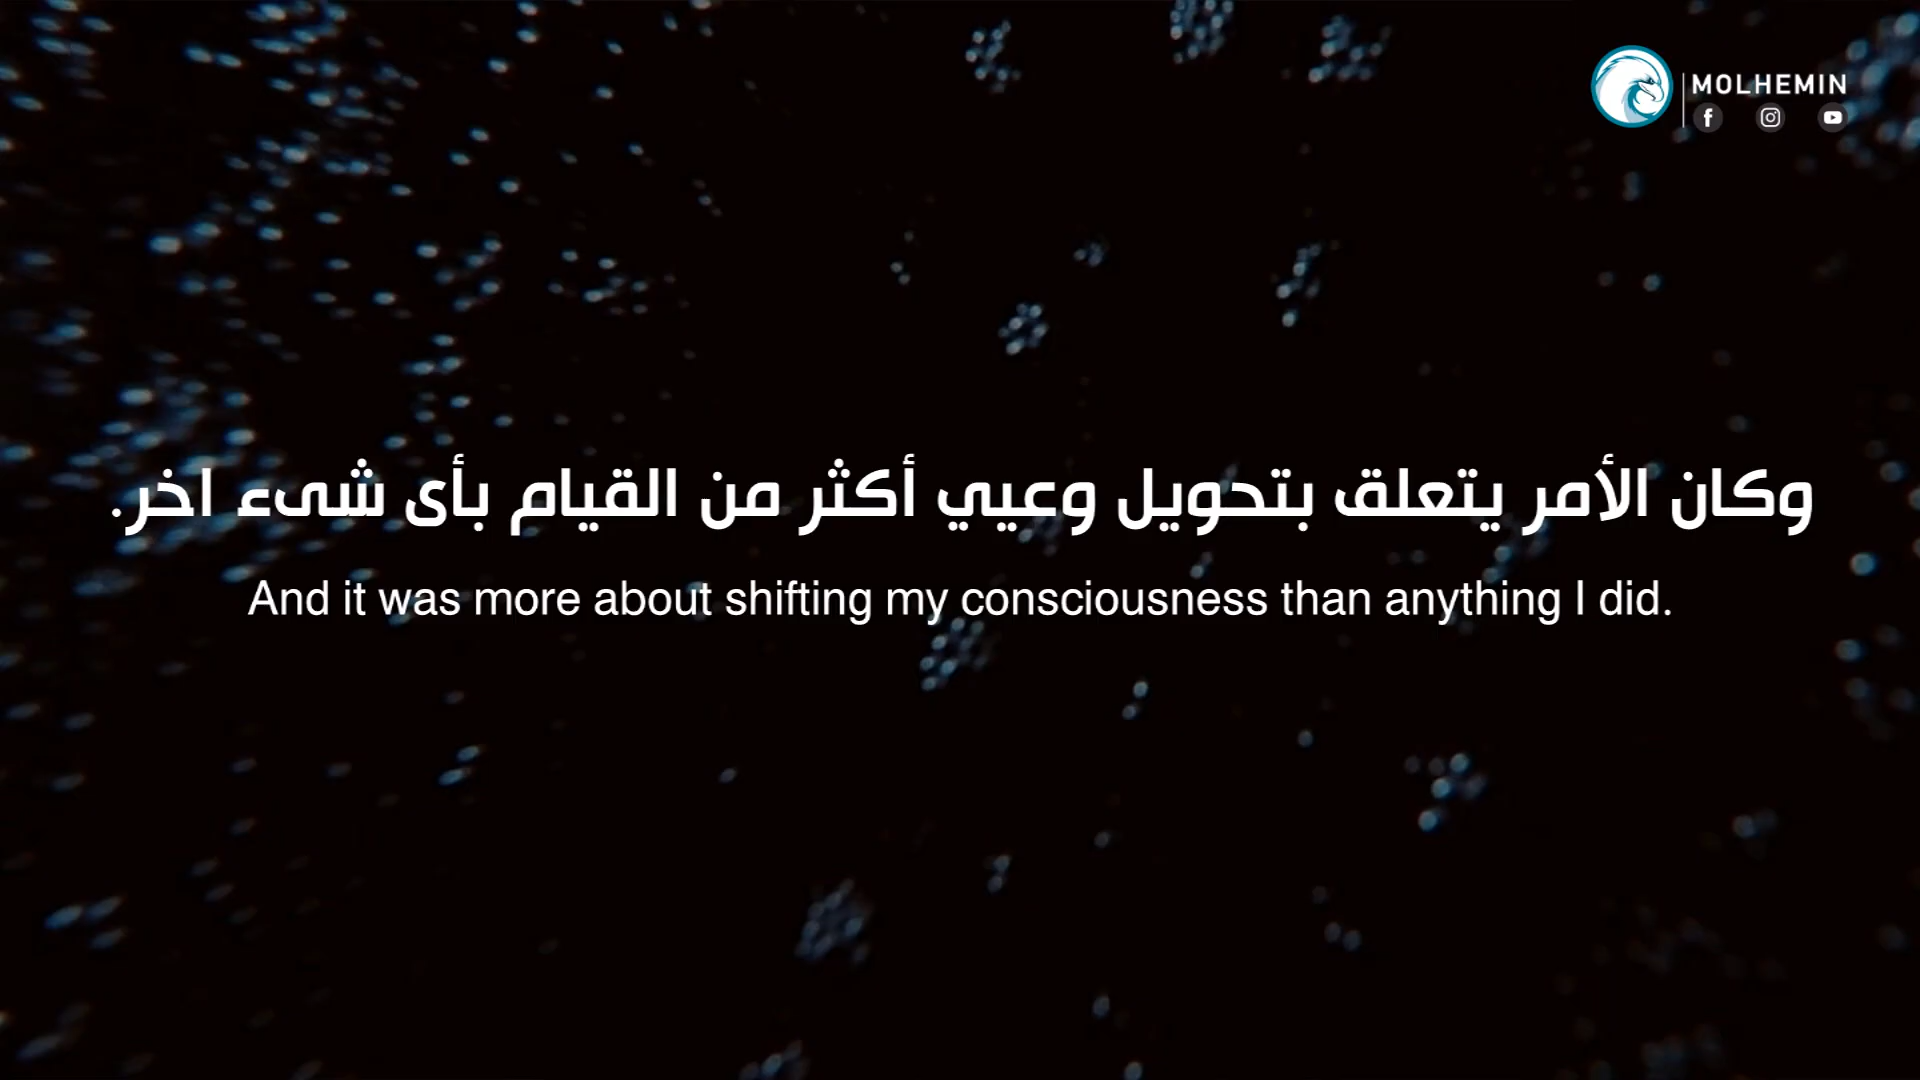 MOLHEMIN
وكان الأمر يتعلق بتحويل وعيي أكثر من القيام بأى شىء اخر.
And it was more about shifting my consciousness than anything I did.